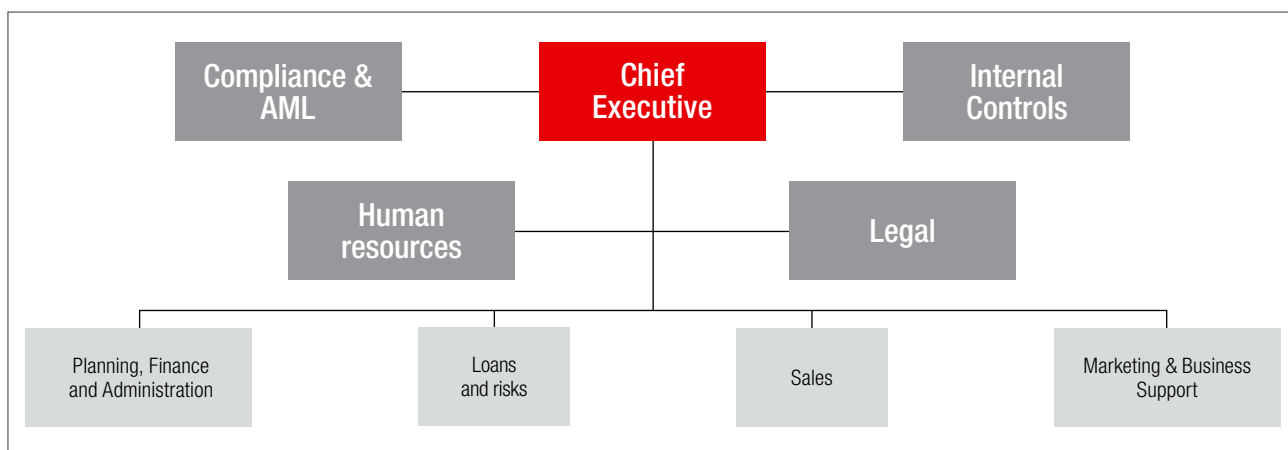 Compliance &
AML
Chief
Executive
Internal
Controls
Human
resources
Legal
Planning, Finance
and Administration
Loans
and risks
Sales
Marketing & Business
Support